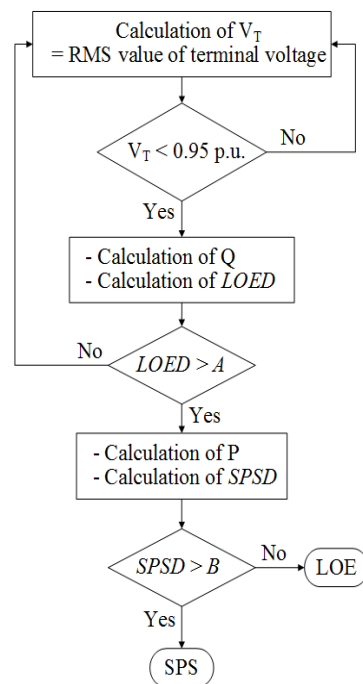 Calculation of V_T
= RMS value of terminal voltage
V_T < 0.95 p.u.
No
Yes
- Calculation of Q
- Calculation of LOED
No
LOED > A
Yes
- Calculation of P
- Calculation of SPSD
SPSD > B
No
LOE
Yes
SPS